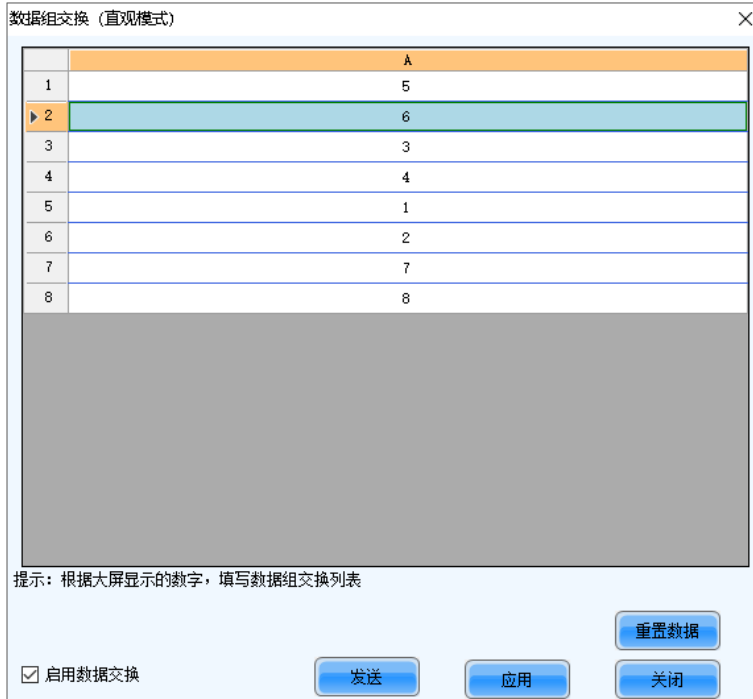 数据组交换 (直观模式)
A
1 5
2 6
3 3
4 4
5 1
6 2
7 7
8 8
提示：根据大屏显示的数字，填写数据组交换列表
重置数据
启用数据交换 发送 应用 关闭